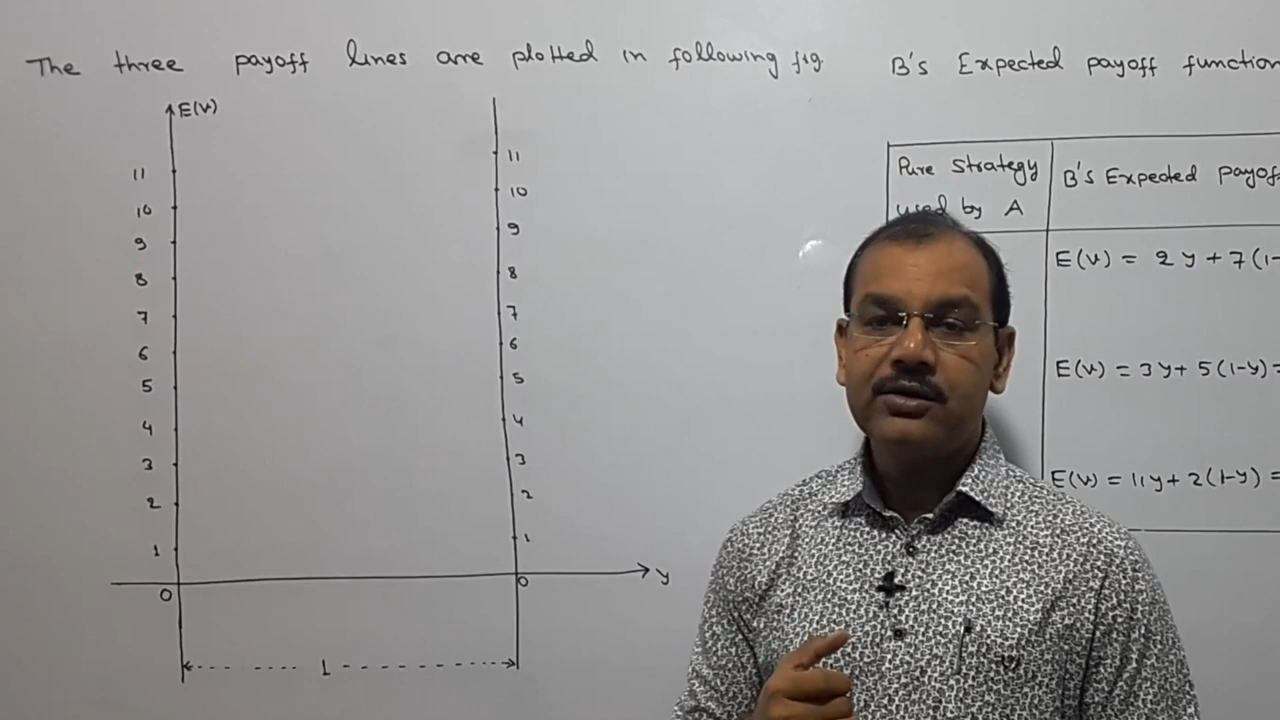 The three payoff lines are plotted in following fig.
B's Expected payoff function
E(v)
11
10
9
8
7
6
5
4
3
2
1
0
11
10
9
8
7
6
5
4
3
2
1
0
y
1
Pure strategy
used by A
B's Expected payof
E(v) = 2y + 7(1-
E(v) = 3y + 5(1-y) =
E(v) = 11y + 2(1-y) =